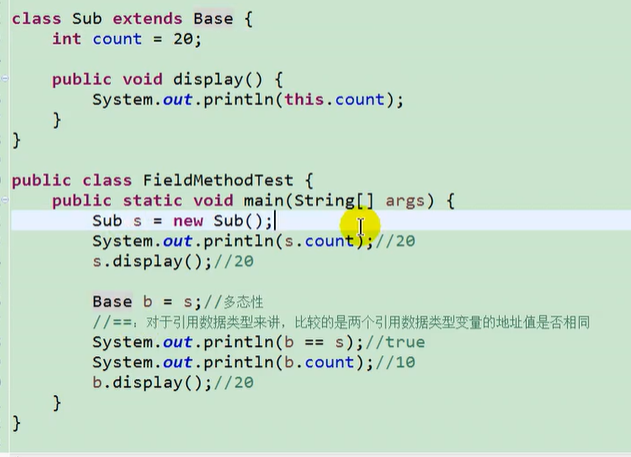 class Sub extends Base {
int count = 20;
public void display() {
System.out.println(this.count);
}
}
public class FieldMethodTest {
public static void main(String[] args) {
Sub s = new Sub();
System.out.println(s.count);//20
s.display();//20
Base b = s;//多态性
//==：对于引用数据类型来讲，比较的是两个引用数据类型变量的地址值是否相同
System.out.println(b == s);//true
System.out.println(b.count);//10
b.display();//20
}
}